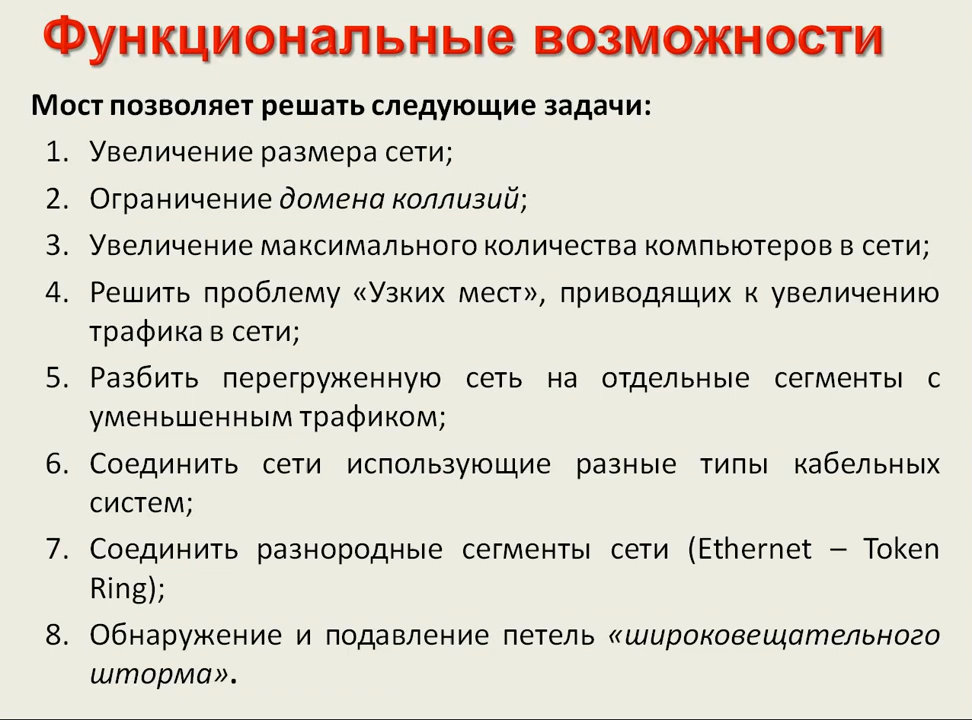 Функциональные возможности
Мост позволяет решать следующие задачи:
1. Увеличение размера сети;
2. Ограничение домена коллизий;
3. Увеличение максимального количества компьютеров в сети;
4. Решить проблему «Узких мест», приводящих к увеличению
трафика в сети;
5. Разбить перегруженную сеть на отдельные сегменты с
уменьшенным трафиком;
6. Соединить сети использующие разные типы кабельных
систем;
7. Соединить разнородные сегменты сети (Ethernet – Token
Ring);
8. Обнаружение и подавление петель «широковещательного
шторма».